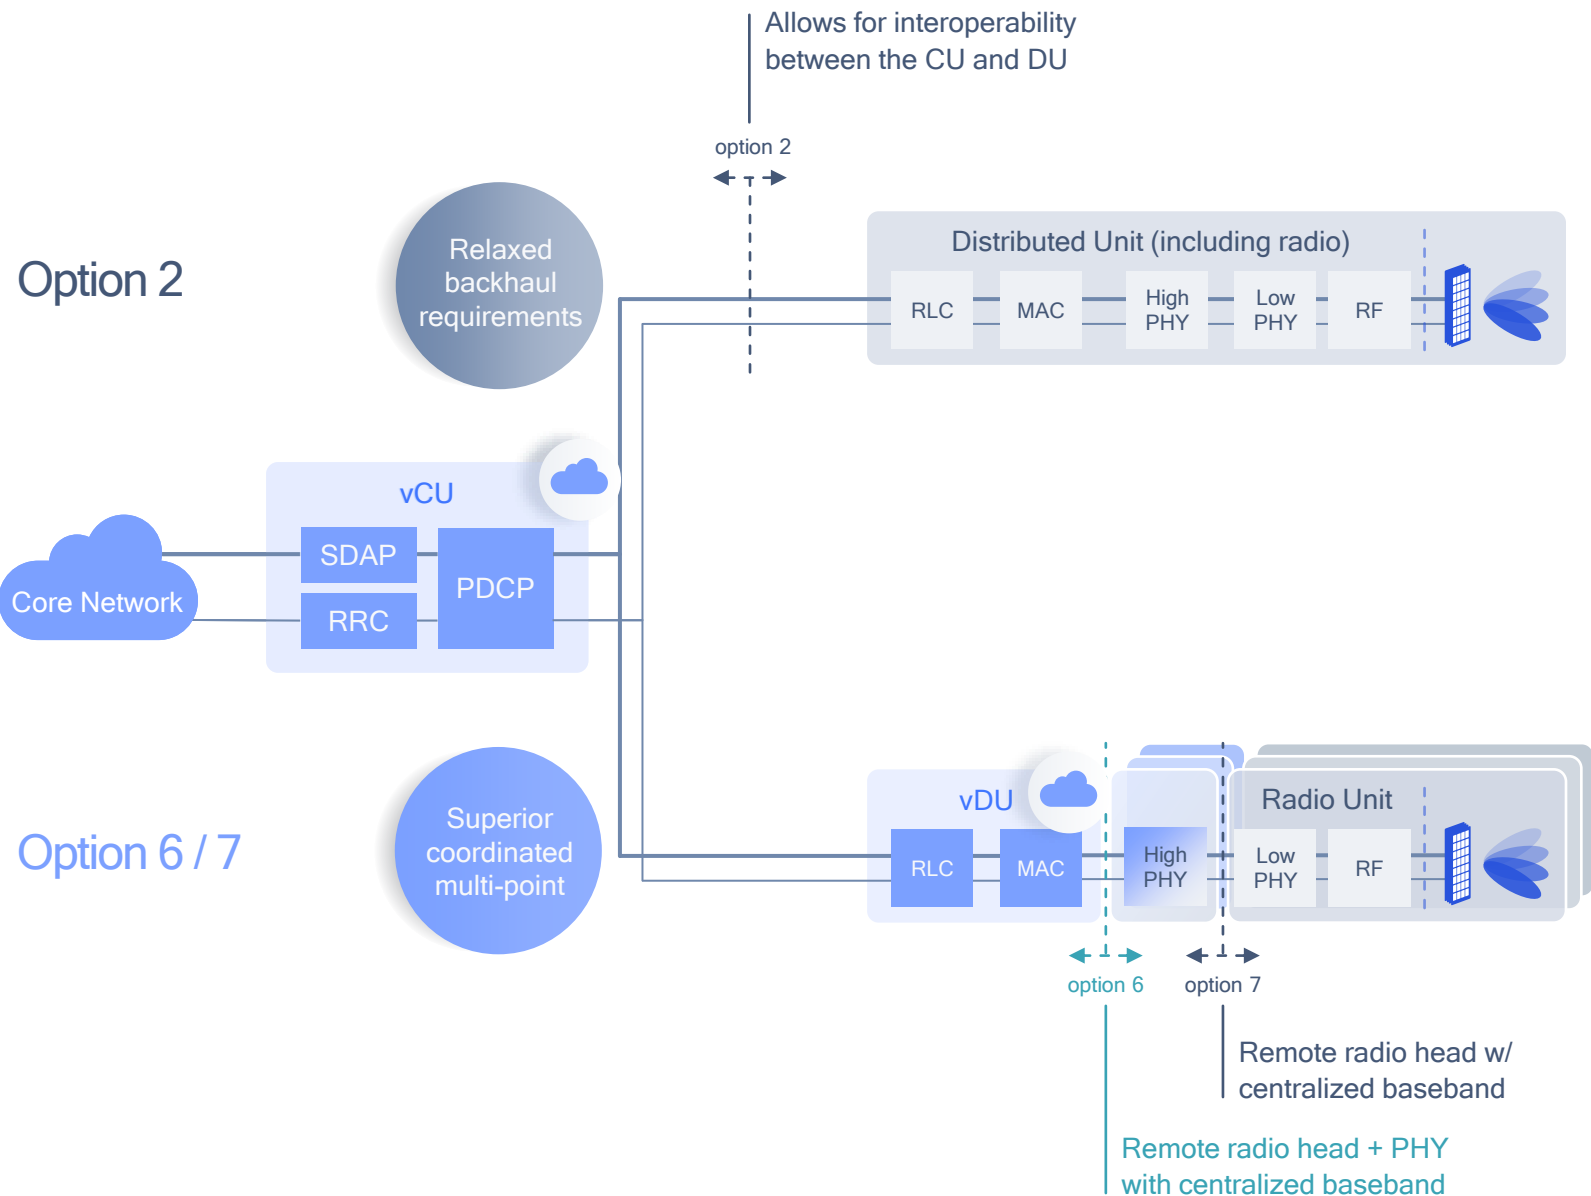 Allows for interoperability
between the CU and DU
option 2
Option 2
Relaxed
backhaul
requirements
Distributed Unit (including radio)
RLC
MAC
High
PHY
Low
PHY
RF
vCU
SDAP
RRC
PDCP
Core Network
Option 6 / 7
Superior
coordinated
multi-point
vDU
RLC
MAC
High
PHY
Radio Unit
Low
PHY
RF
option 6
option 7
Remote radio head w/
centralized baseband
Remote radio head + PHY
with centralized baseband